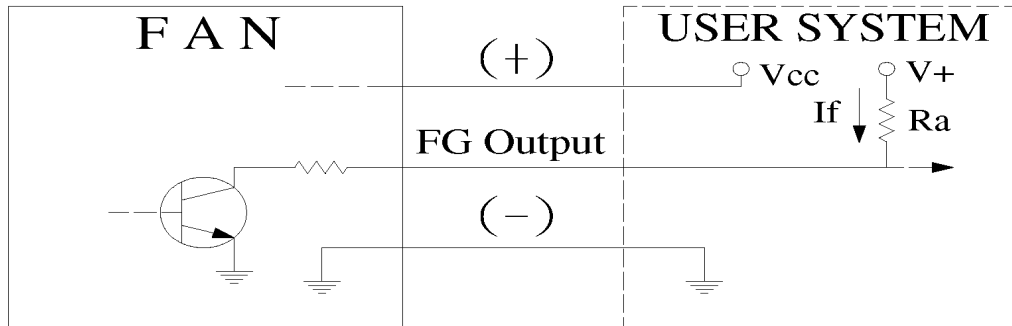 F A N
USER SYSTEM
(+)
Vcc
V+
If
Ra
FG Output
(-)